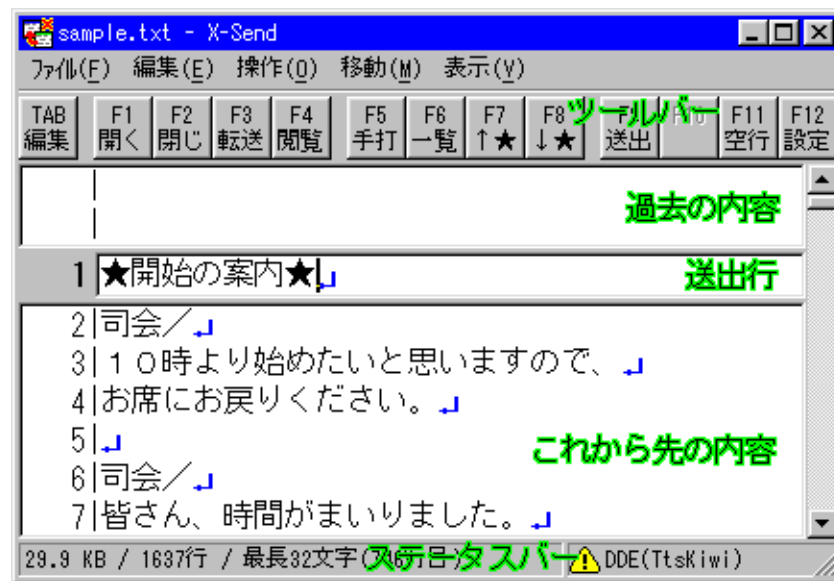 sample.txt - X-Send
ファイル(F) 編集(E) 操作(O) 移動(M) 表示(V)
TAB F1 F2 F3 F4 F5 F6 F7 F8 ツールバー F11 F12
編集 開く 閉じ 転送 閲覧 手打 一覧 ↑★ ↓★ 送出 空行 設定
過去の内容
1 ★開始の案内★
送出行
2|司会／
3|１０時より始めたいと思いますので、
4|お席にお戻りください。
5|
これから先の内容
6|司会／
7|皆さん、時間がまいりました。
29.9 KB / 1637行 / 最長32文字 ステータスバー DDE(TtsKiwi)